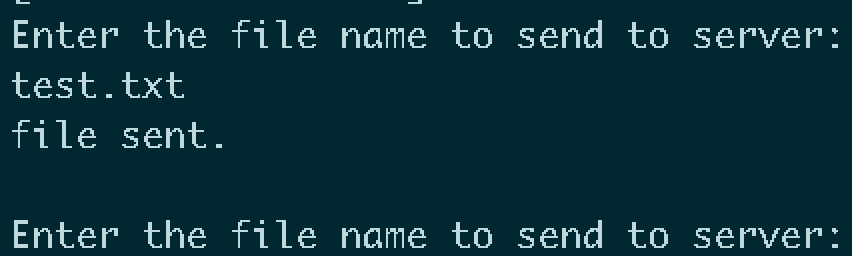 Enter the file name to send to server:
test.txt
file sent.
Enter the file name to send to server: